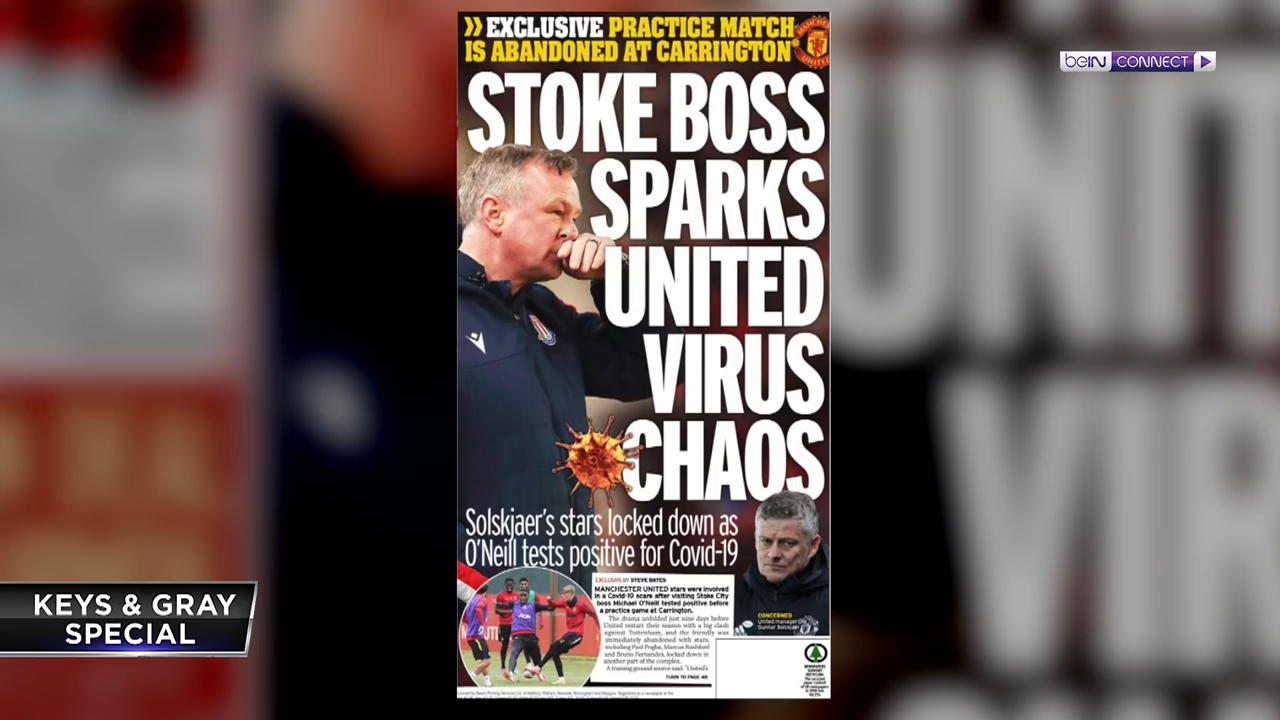 >> EXCLUSIVE PRACTICE MATCH
IS ABANDONED AT CARRINGTON
beIN CONNECT
STOKE BOSS
SPARKS
UNITED
VIRUS
CHAOS
Solskjaer's stars locked down as
O'Neill tests positive for Covid-19
EXCLUSIVE BY STEVE BATES
MANCHESTER UNITED stars were involved
in a Covid-19 scare after visiting Stoke City
boss Michael O'Neill tested positive before
a practice game at Carrington.
The drama unfolded just nine days before
United restart their season with a big clash
against Tottenham, and the friendly was
immediately abandoned with stars,
including Paul Pogba, Marcus Rashford
and Bruno Fernandes, locked down in
another part of the complex.
A training ground source said: "United's
TURN TO PAGE
CONCERNED
United manager Ole
Gunnar Solskjaer
KEYS & GRAY
SPECIAL
NEWSPAPERS
SUPPORT
RECYCLING